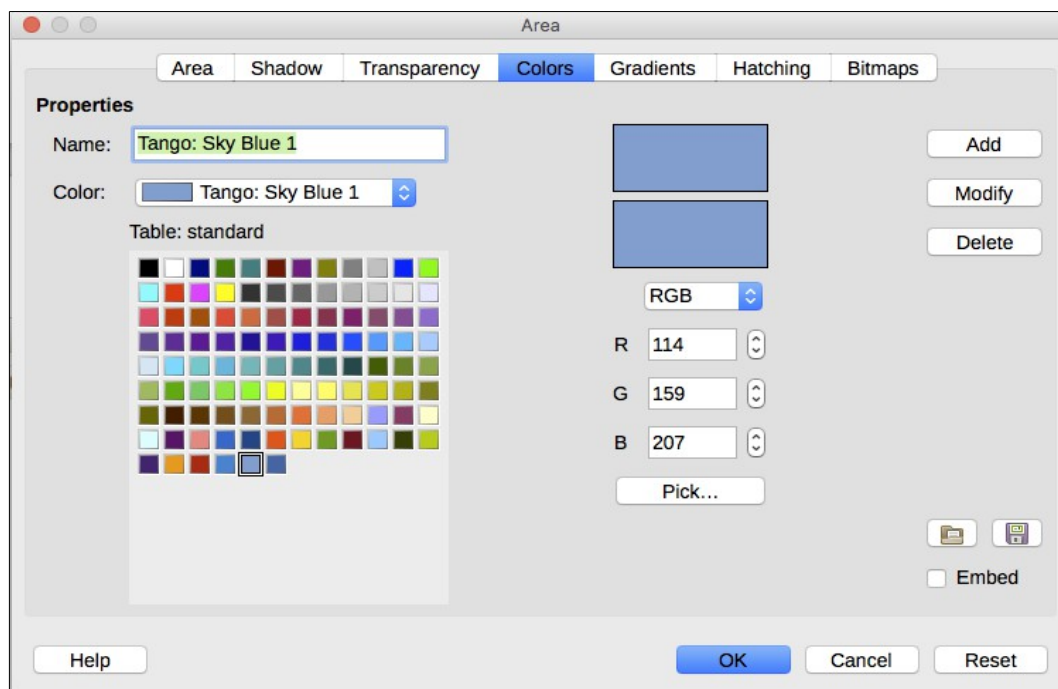 Area
Area Shadow Transparency Colors Gradients Hatching Bitmaps
Properties
Name: Tango: Sky Blue 1
Add
Color: Tango: Sky Blue 1
Modify
Table: standard
Delete
RGB
R 114
G 159
B 207
Pick...
Embed
Help OK Cancel Reset